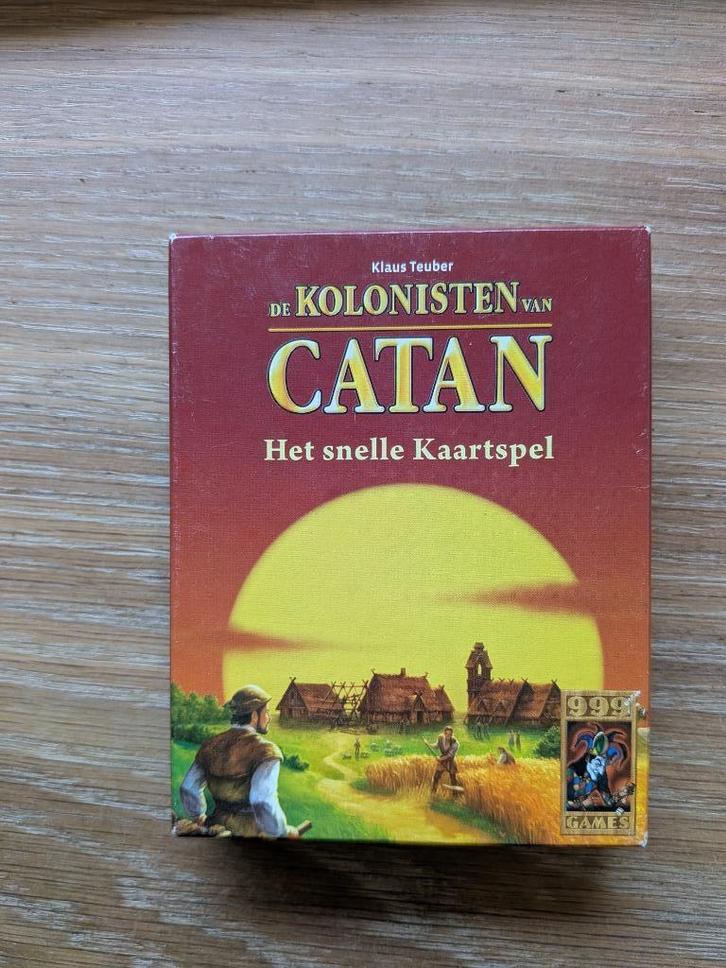 Klaus Teuber
DE KOLONISTEN VAN
CATAN
Het snelle Kaartspel
999
GAMES